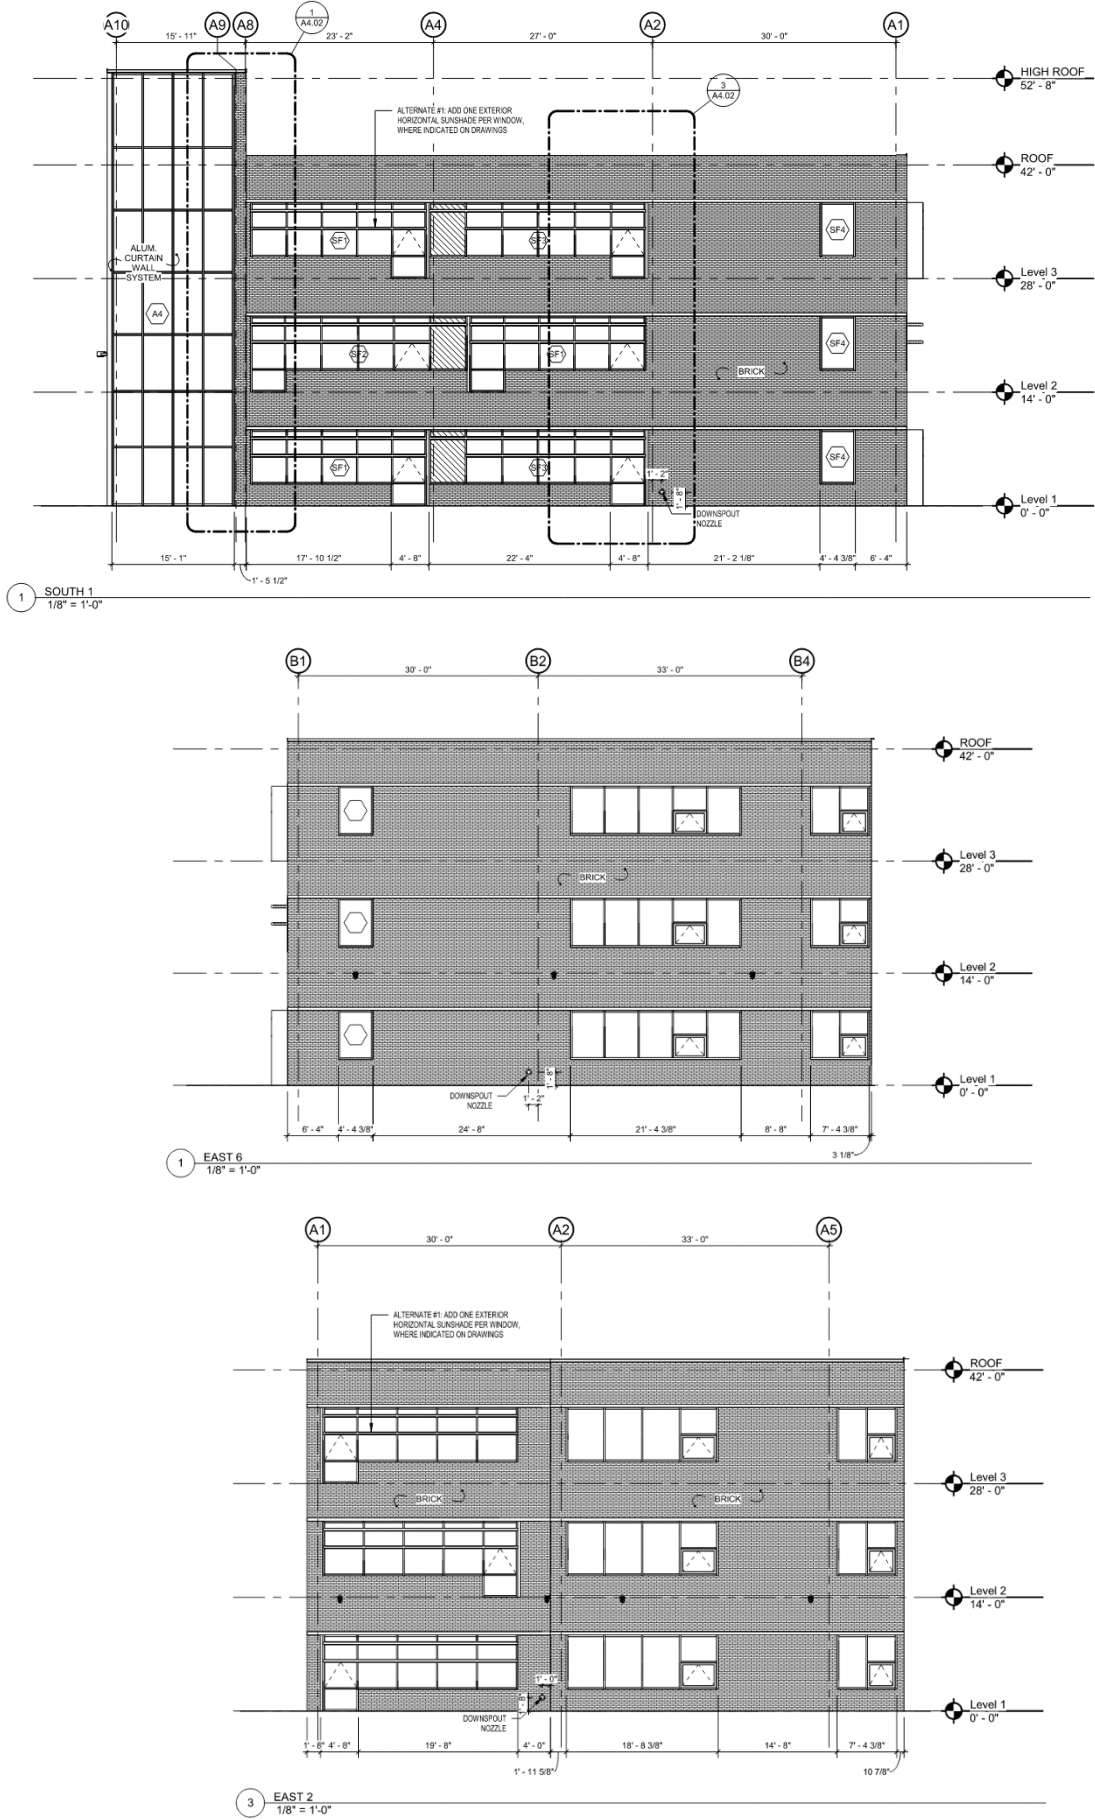 1
A4.02
A10
A9
A8
A4
A2
A1
15' - 11"
23' - 2"
27' - 0"
30' - 0"
3
A4.02
HIGH ROOF
52' - 8"
ALTERNATE #1: ADD ONE EXTERIOR
HORIZONTAL SUNSHADE PER WINDOW,
WHERE INDICATED ON DRAWINGS
ROOF
42' - 0"
SF1
SF3
SF4
ALUM.
CURTAIN
WALL
SYSTEM
Level 3
28' - 0"
A4
SF2
SF1
SF4
BRICK
Level 2
14' - 0"
SF1
SF3
SF4
1' - 2"
1' - 8"
DOWNSPOUT
NOZZLE
Level 1
0' - 0"
15' - 1"
17' - 10 1/2"
4' - 8"
22' - 4"
4' - 8"
21' - 2 1/8"
4' - 4 3/8"
6' - 4"
1' - 5 1/2"
1
SOUTH 1
1/8" = 1'-0"
B1
B2
B4
30' - 0"
33' - 0"
ROOF
42' - 0"
Level 3
28' - 0"
BRICK
Level 2
14' - 0"
Level 1
0' - 0"
DOWNSPOUT
NOZZLE
1' - 8"
1' - 2"
6' - 4"
4' - 4 3/8"
24' - 8"
21' - 4 3/8"
8' - 8"
7' - 4 3/8"
3 1/8"
1
EAST 6
1/8" = 1'-0"
A1
A2
A5
30' - 0"
33' - 0"
ALTERNATE #1: ADD ONE EXTERIOR
HORIZONTAL SUNSHADE PER WINDOW,
WHERE INDICATED ON DRAWINGS
ROOF
42' - 0"
Level 3
28' - 0"
BRICK
BRICK
Level 2
14' - 0"
1' - 0"
1' - 8"
DOWNSPOUT
NOZZLE
Level 1
0' - 0"
1' - 8"
4' - 8"
19' - 8"
4' - 0"
18' - 8 3/8"
14' - 8"
7' - 4 3/8"
1' - 11 5/8"
10 7/8"
3
EAST 2
1/8" = 1'-0"